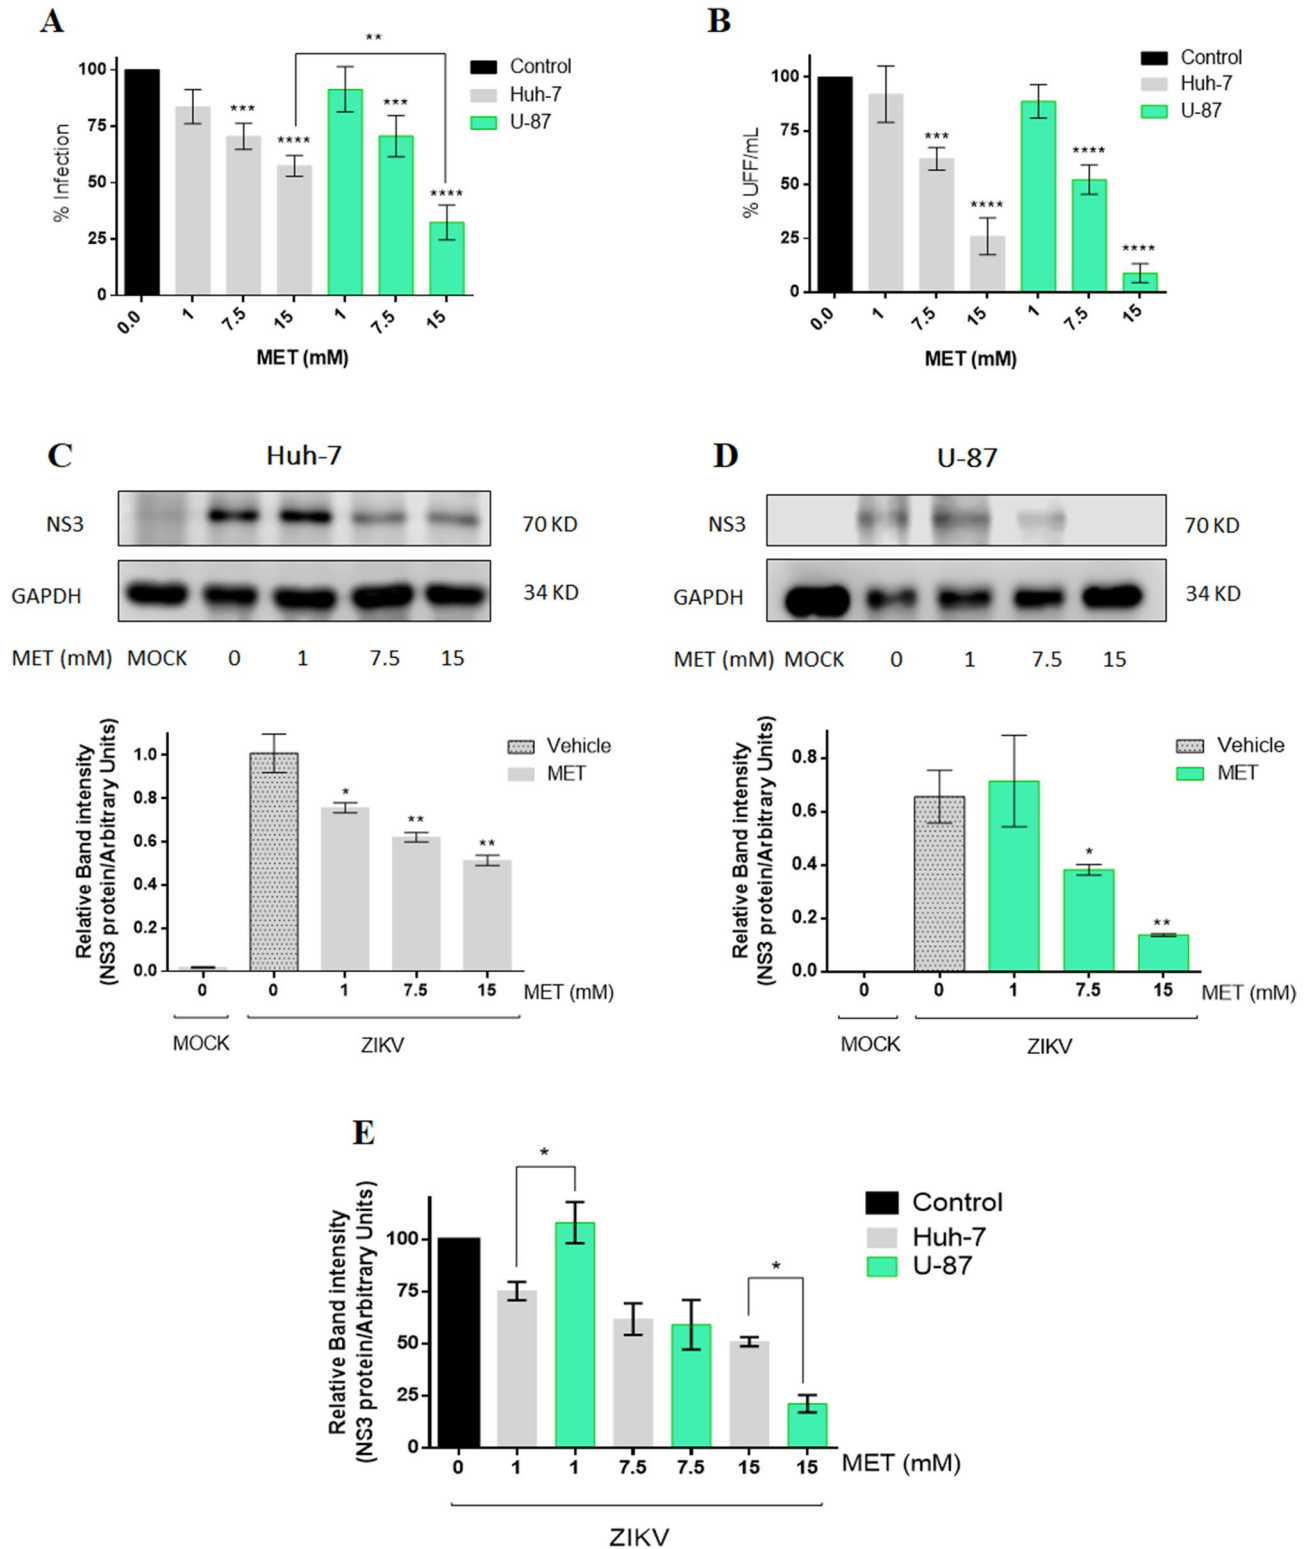 A
% Infection
100
75
50
25
0
**
***
****
***
****
0.0 1 7.5 15 1 7.5 15
MET (mM)
Control
Huh-7
U-87
B
% UFF/mL
100
75
50
25
0
***
****
****
****
0.0 1 7.5 15 1 7.5 15
MET (mM)
Control
Huh-7
U-87
C
Huh-7
NS3 70 KD
GAPDH 34 KD
MET (mM) MOCK 0 1 7.5 15
Relative Band intensity
(NS3 protein/Arbitrary Units)
1.0
0.8
0.6
0.4
0.2
0.0
*
**
**
Vehicle
MET
0 0 1 7.5 15 MET (mM)
MOCK ZIKV
D
U-87
NS3 70 KD
GAPDH 34 KD
MET (mM) MOCK 0 1 7.5 15
Relative Band intensity
(NS3 protein/Arbitrary Units)
0.8
0.6
0.4
0.2
0.0
*
**
Vehicle
MET
0 0 1 7.5 15 MET (mM)
MOCK ZIKV
E
Relative Band intensity
(NS3 protein/Arbitrary Units)
100
75
50
25
0
*
*
Control
Huh-7
U-87
0 1 1 7.5 7.5 15 15 MET (mM)
ZIKV